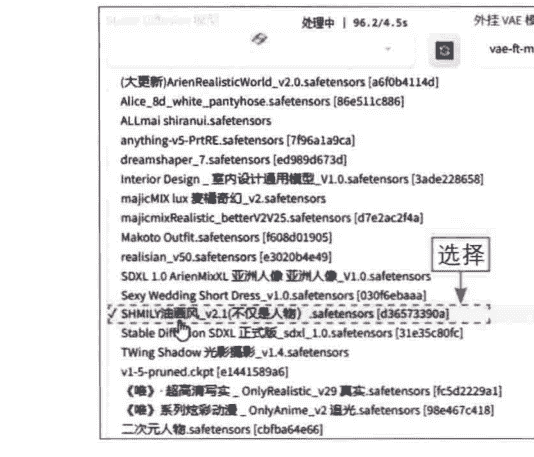 处理中 | 96.2/4.5s
外挂 VAE 模
vae-ft-m
(大更新)ArienRealisticWorld_v2.0.safetensors [a6f0b4114d]
Alice_8d_white_pantyhose.safetensors [86e511c886]
ALLmai shiranui.safetensors
anything-v5-PrtRE.safetensors [7f96a1a9ca]
dreamshaper_7.safetensors [ed989d673d]
Interior Design _ 室内设计通用模型_V1.0.safetensors [3ade228658]
majicMIX lux 麦橘奇幻_v2.safetensors
majicmixRealistic_betterV2V25.safetensors [d7e2ac2f4a]
Makoto Outfit.safetensors [f608d01905]
realisian_v50.safetensors [e3020b4e49]
SDXL 1.0 ArienMixXL 亚洲人像 亚洲人像_V1.0.safetensors
Sexy Wedding Short Dress_v1.0.safetensors [030f6ebaaa]
选择
✓ SHMILY油画风_v2.1(不仅是人物) .safetensors [d36573390a]
Stable Diff on SDXL 正式版_sdxl_1.0.safetensors [31e35c80fc]
TWing Shadow 光影摄影_v1.4.safetensors
v1-5-pruned.ckpt [e1441589a6]
《唯》· 超高清写实 _ OnlyRealistic_v29 真实.safetensors [fc5d2229a1]
《唯》系列炫彩动漫 _ OnlyAnime_v2 追光.safetensors [98e467c418]
二次元人物.safetensors [cbfba64e66]